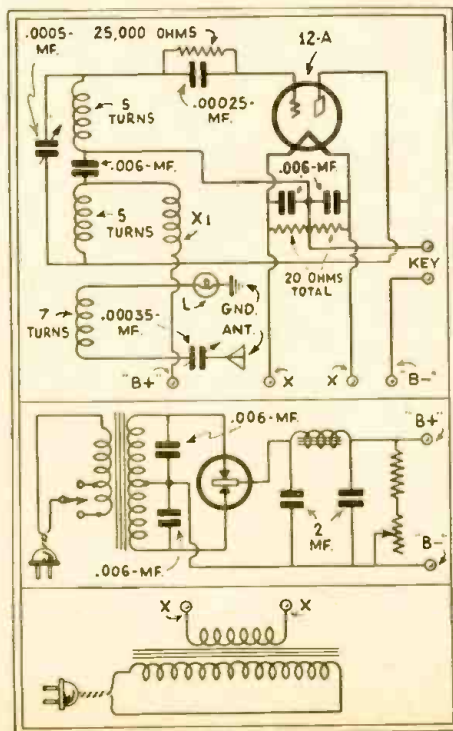 .0005-
MF.
25,000 OHMS
12-A
5
TURNS
.00025-
MF.
.006-MF.
.006-MF.
5
TURNS
X1
KEY
20 OHMS
TOTAL
7
TURNS
.00035-
MF.
L
GND.
ANT.
"B+"
X
X
"B-"
.006-MF.
"B+"
2
MF.
"B-"
.006-MF.
X
X